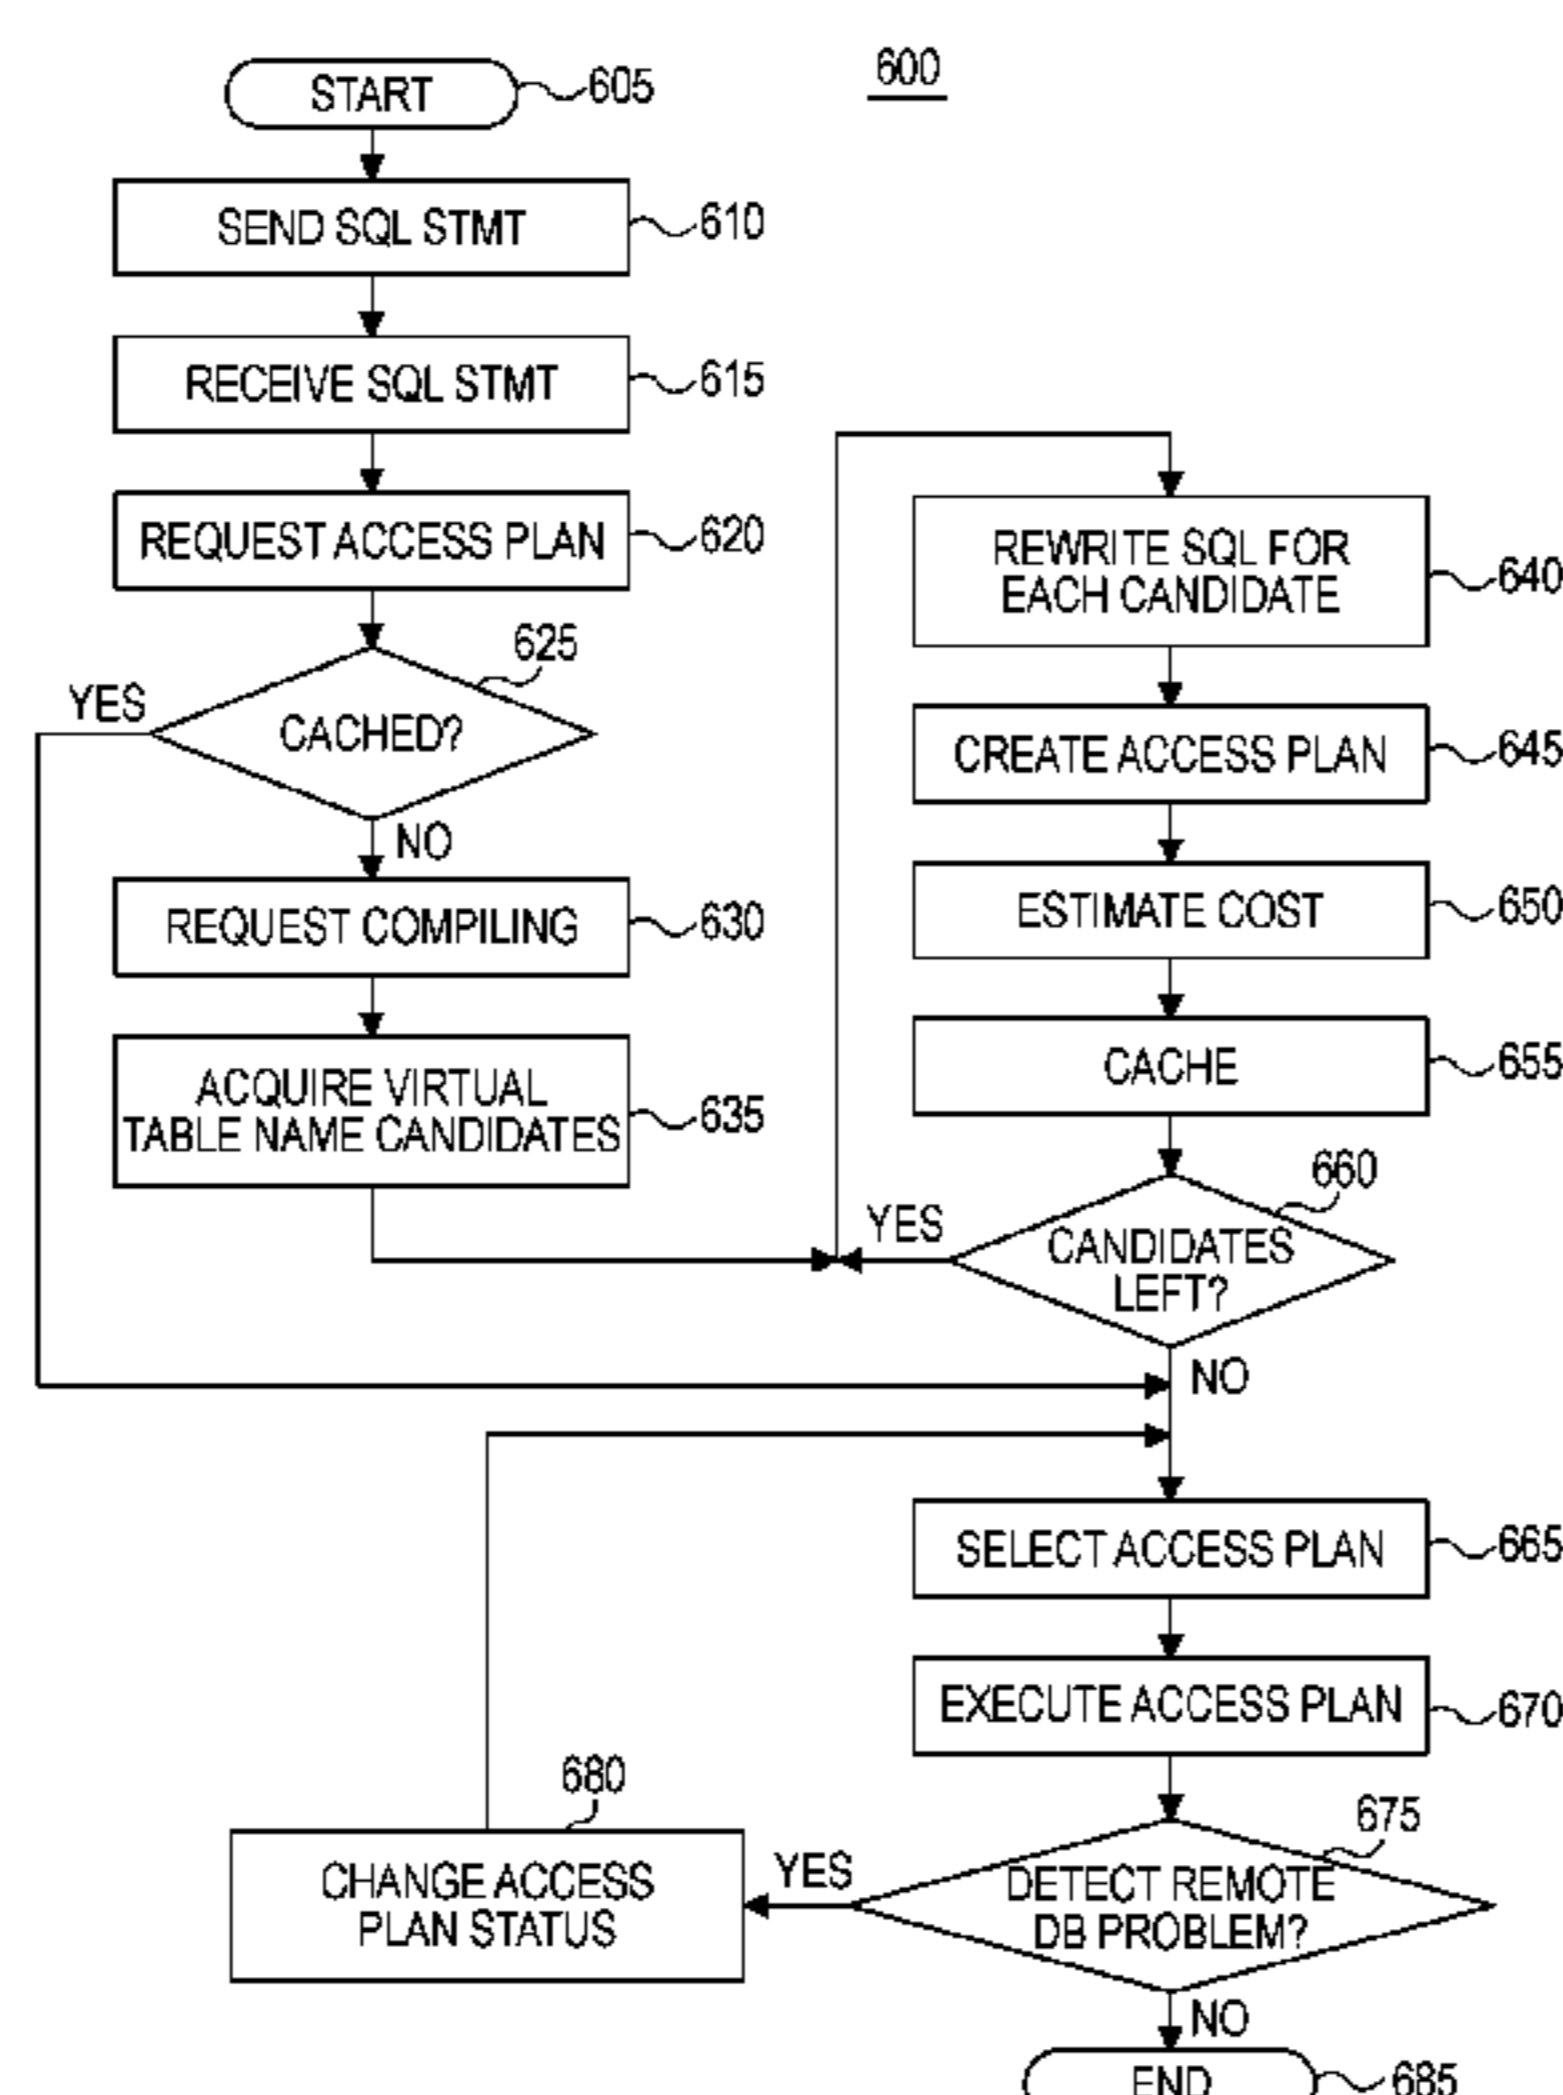 600
START
605
SEND SQL STMT
610
RECEIVE SQL STMT
615
REQUEST ACCESS PLAN
620
625
YES
CACHED?
NO
REQUEST COMPILING
630
ACQUIRE VIRTUAL
TABLE NAME CANDIDATES
635
REWRITE SQL FOR
EACH CANDIDATE
640
CREATE ACCESS PLAN
645
ESTIMATE COST
650
CACHE
655
660
YES
CANDIDATES
LEFT?
NO
SELECT ACCESS PLAN
665
EXECUTE ACCESS PLAN
670
675
DETECT REMOTE
DB PROBLEM?
YES
680
CHANGE ACCESS
PLAN STATUS
NO
END
685